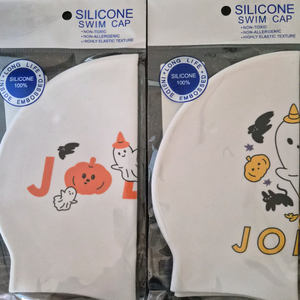 SILICONE
SWIM CAP
•NON-TOXIC
•NON-ALLERGENIC
•HIGHLY ELASTIC TEXTURE
LONG LIFE
SILICONE
100%
INSIDE EMBOSSED
JO
SILICONE
SWIM CAP
•NON-TOXIC
•NON-ALLERGENIC
•HIGHLY ELASTIC TEXTURE
LONG LIFE
SILICONE
100%
INSIDE EMBOSSED
JO